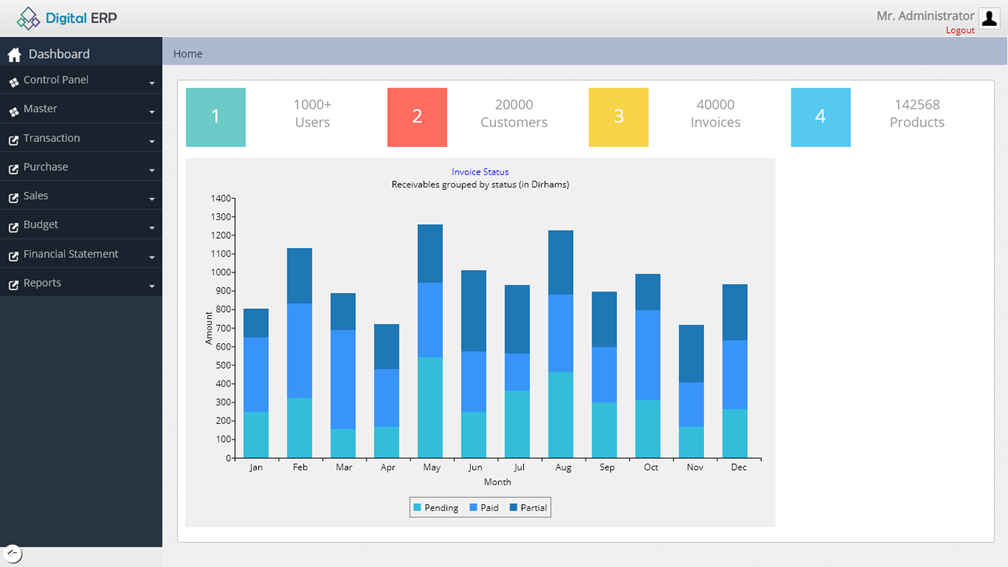 Digital ERP
Mr. Administrator
Logout
Dashboard
Control Panel
Master
Transaction
Purchase
Sales
Budget
Financial Statement
Reports
Home
1
1000+
Users
2
20000
Customers
3
40000
Invoices
4
142568
Products
Invoice Status
Receivables grouped by status (in Dirhams)
Amount
1400
1300
1200
1100
1000
900
800
700
600
500
400
300
200
100
0
Jan Feb Mar Apr May Jun Jul Aug Sep Oct Nov Dec
Month
Pending Paid Partial